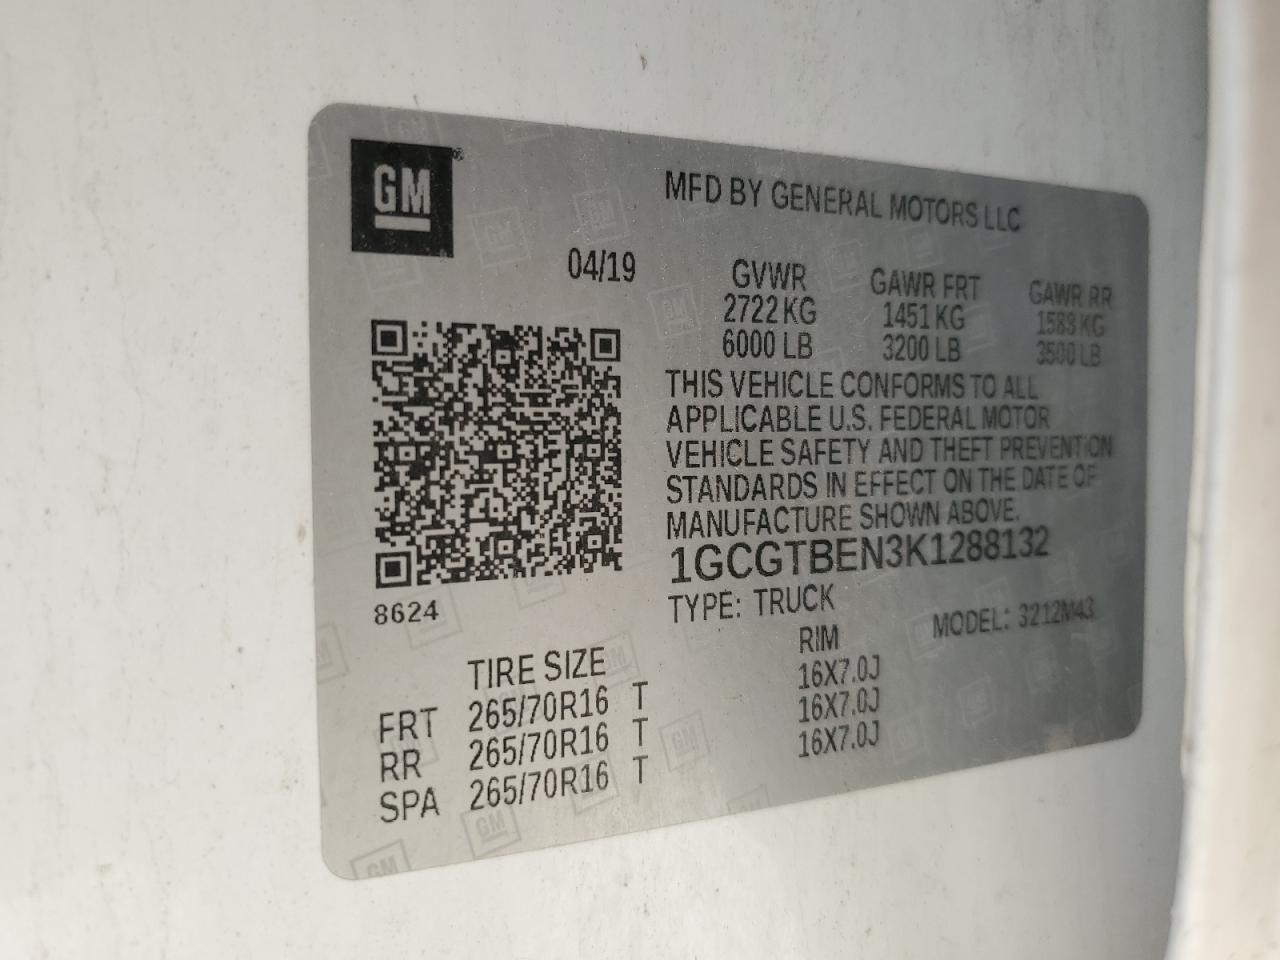 GM
MFD BY GENERAL MOTORS LLC
04/19
GVWR GAWR FRT GAWR RR
2722 KG 1451 KG 1588 KG
6000 LB 3200 LB 3500 LB
THIS VEHICLE CONFORMS TO ALL
APPLICABLE U.S. FEDERAL MOTOR
VEHICLE SAFETY AND THEFT PREVENTION
STANDARDS IN EFFECT ON THE DATE OF
MANUFACTURE SHOWN ABOVE.
1GCGTBEN3K1288132
8624
TYPE: TRUCK
MODEL: 3212M43
TIRE SIZE RIM
FRT 265/70R16 T 16X7.0J
RR 265/70R16 T 16X7.0J
SPA 265/70R16 T 16X7.0J